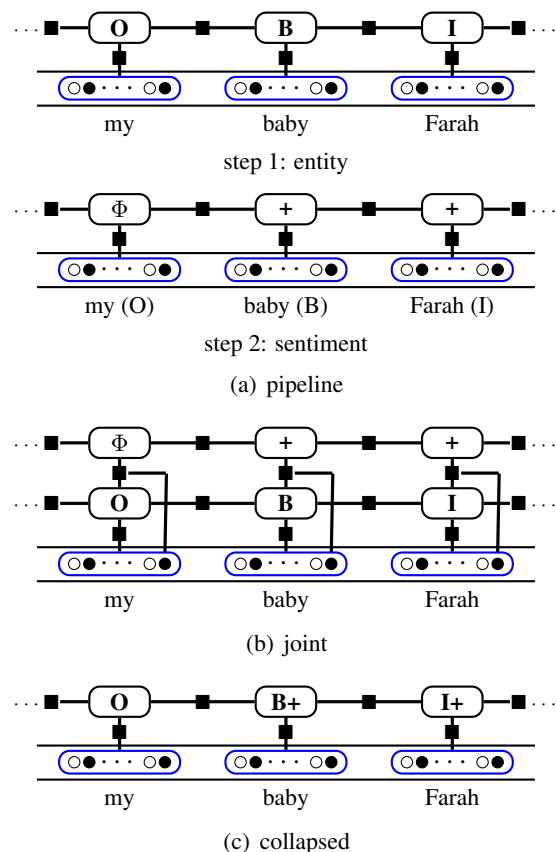 ··· O B I ···
··· ···
my baby Farah
step 1: entity
··· Φ + + ···
··· ···
my (O) baby (B) Farah (I)
step 2: sentiment
(a) pipeline
··· Φ + + ···
··· O B I ···
my baby Farah
(b) joint
··· O B+ I+ ···
my baby Farah
(c) collapsed